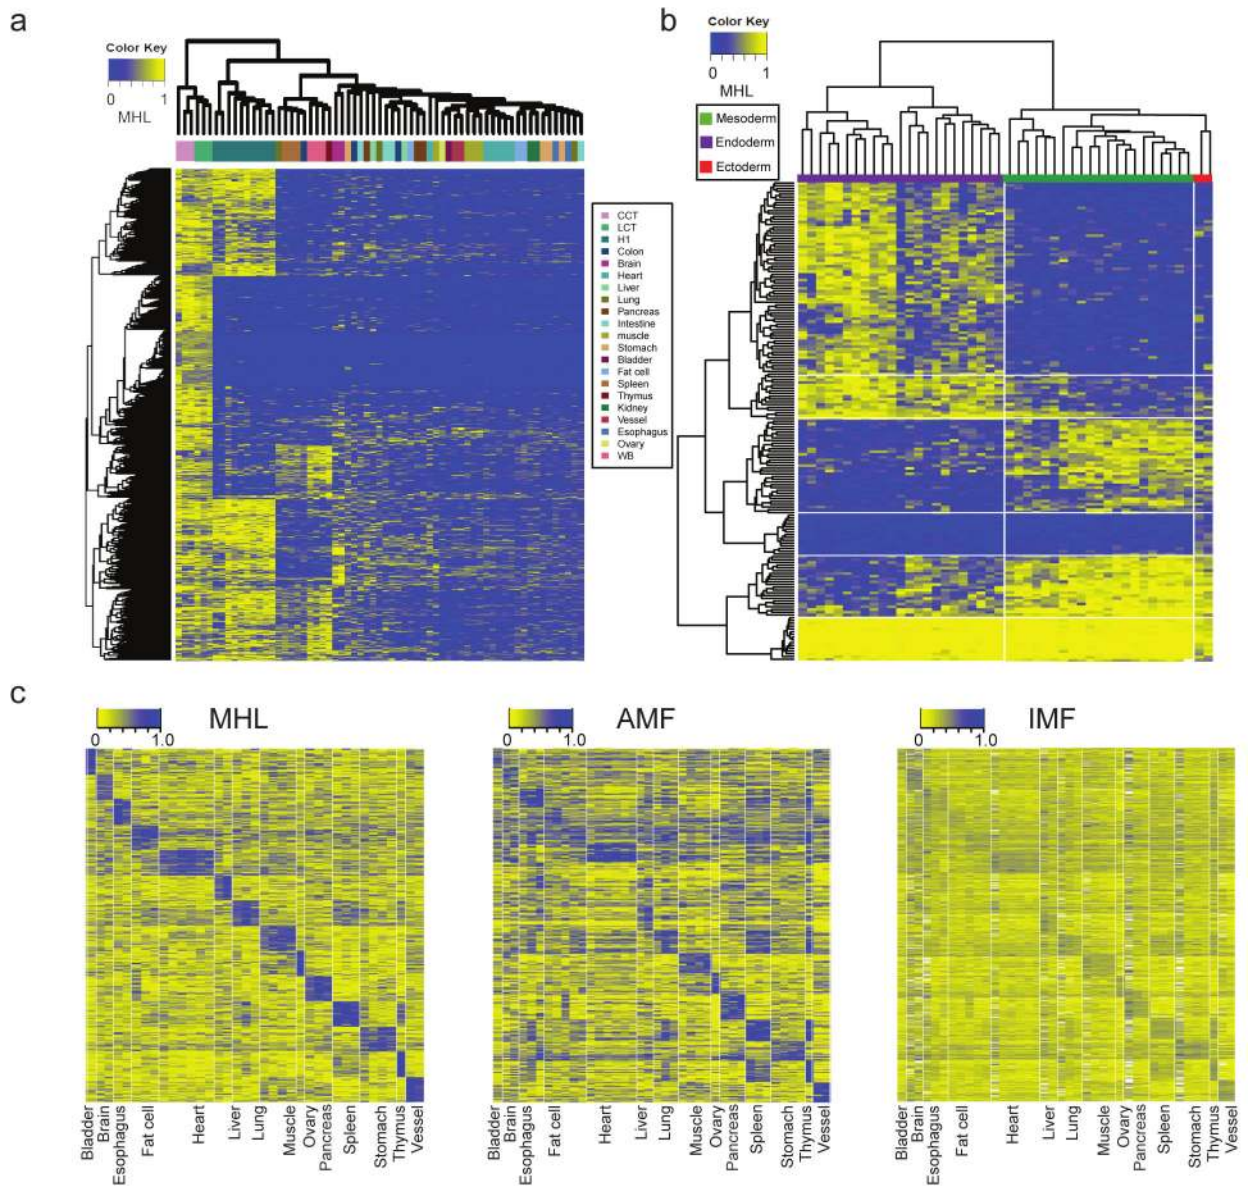 a
Color Key
0 1
MHL
CCT
LCT
H1
Colon
Brain
Heart
Liver
Lung
Pancreas
Intestine
muscle
Stomach
Bladder
Fat cell
Spleen
Thymus
Kidney
Vessel
Esophagus
Ovary
WB
b
Color Key
0 1
MHL
Mesoderm
Endoderm
Ectoderm
c
MHL
0 1.0
Bladder
Brain
Esophagus
Fat cell
Heart
Liver
Lung
Muscle
Ovary
Pancreas
Spleen
Stomach
Thymus
Vessel
AMF
0 1.0
Bladder
Brain
Esophagus
Fat cell
Heart
Liver
Lung
Muscle
Ovary
Pancreas
Spleen
Stomach
Thymus
Vessel
IMF
0 1.0
Bladder
Brain
Esophagus
Fat cell
Heart
Liver
Lung
Muscle
Ovary
Pancreas
Spleen
Stomach
Thymus
Vessel